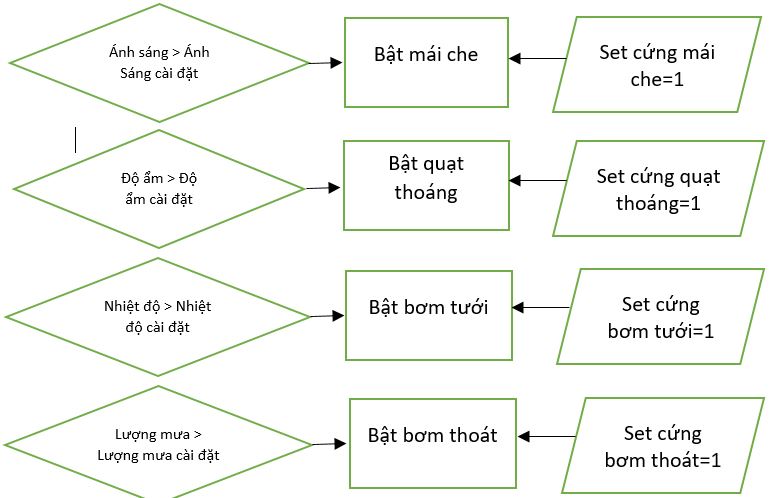 Ánh sáng > Ánh
Sáng cài đặt
Bật mái che
Set cứng mái
che=1
Độ ẩm > Độ
ẩm cài đặt
Bật quạt
thoáng
Set cứng quạt
thoáng=1
Nhiệt độ > Nhiệt
độ cài đặt
Bật bơm tưới
Set cứng
bơm tưới=1
Lượng mưa >
Lượng mưa cài đặt
Bật bơm thoát
Set cứng
bơm thoát=1